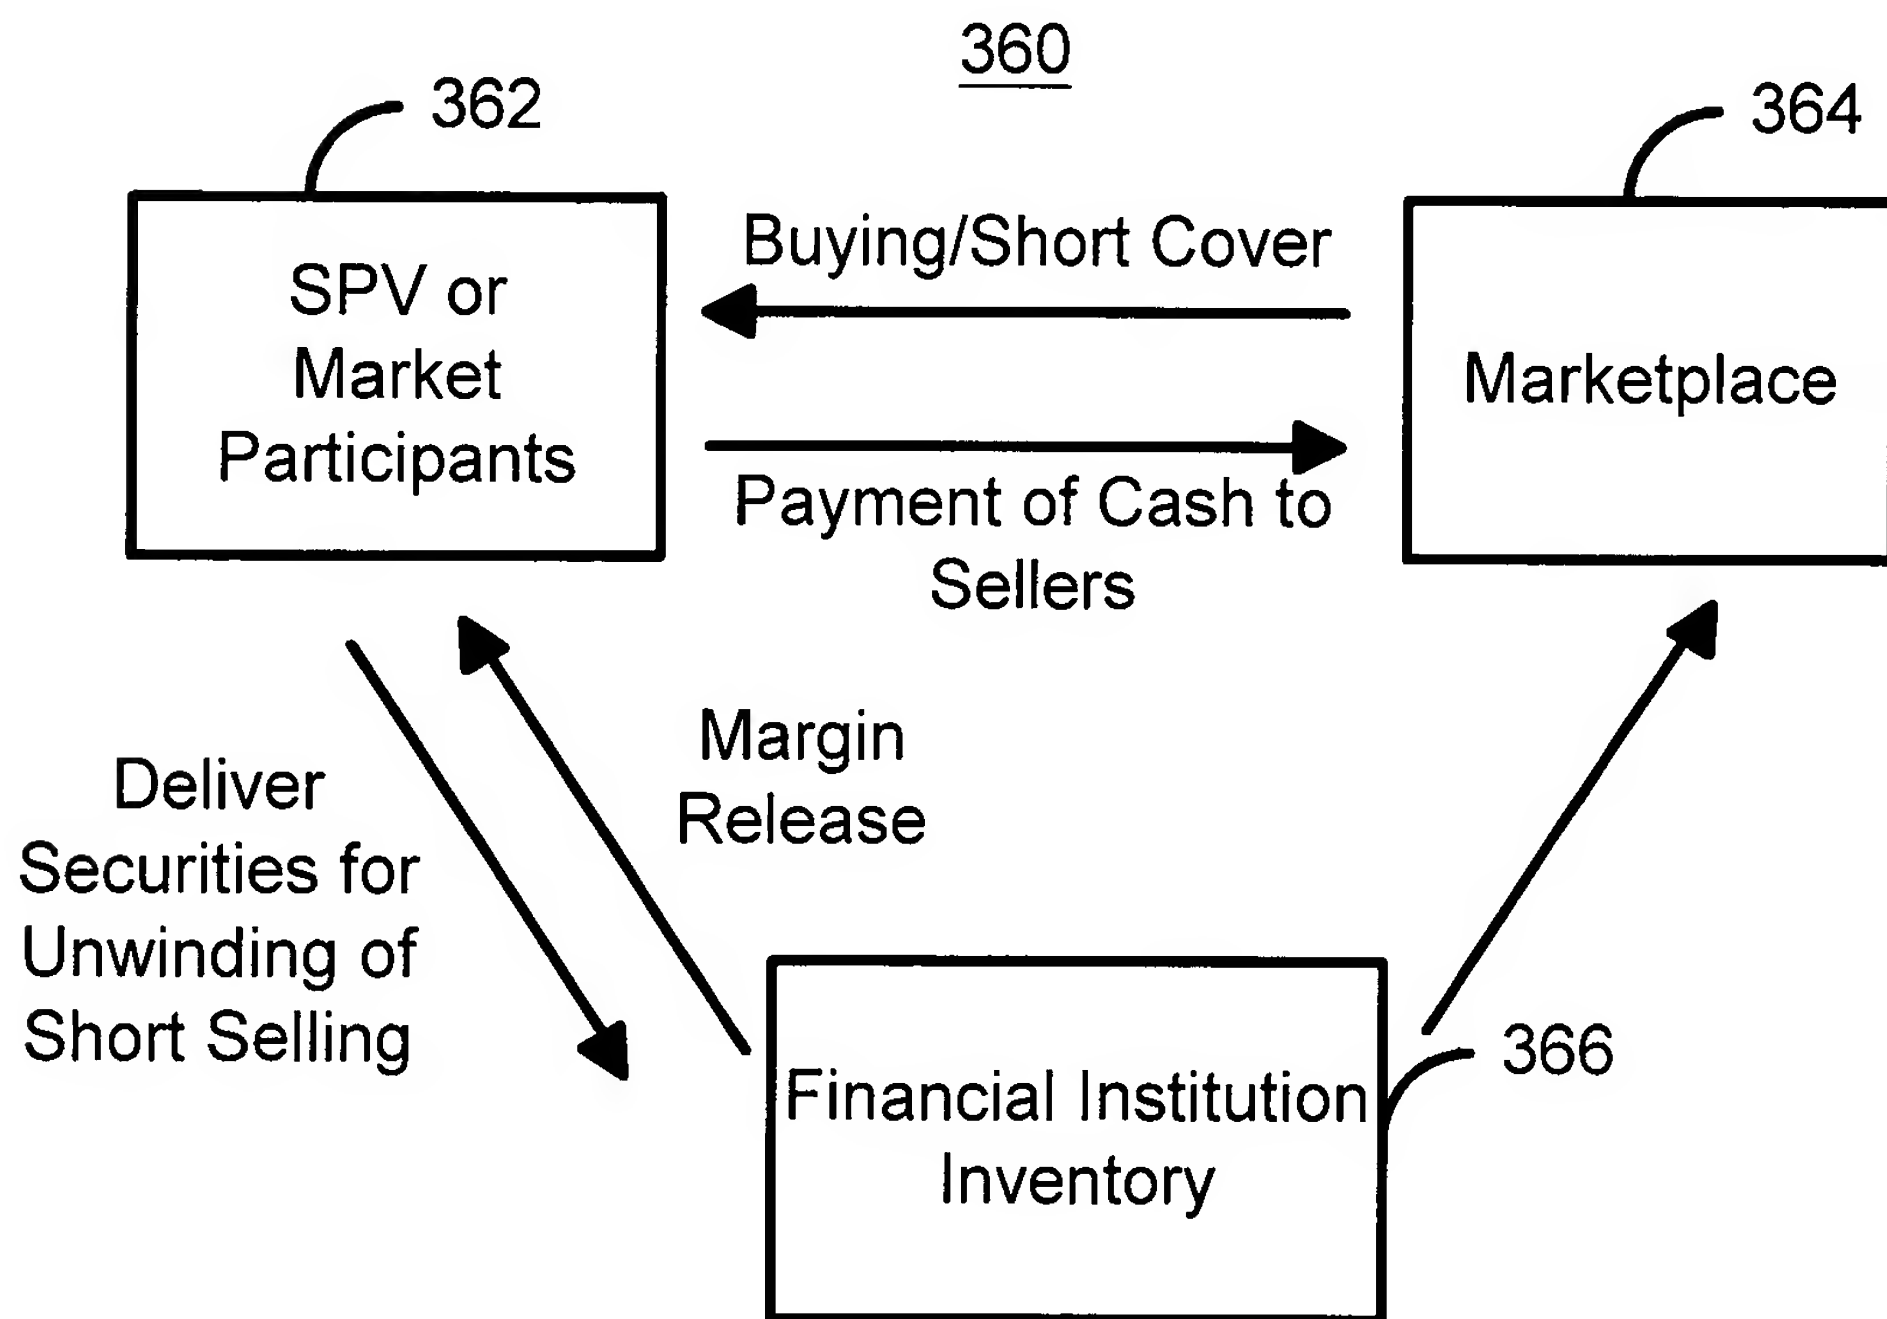 360
362
364
SPV or
Market
Participants
Buying/Short Cover
Marketplace
Payment of Cash to
Sellers
Margin
Release
Deliver
Securities for
Unwinding of
Short Selling
366
Financial Institution
Inventory